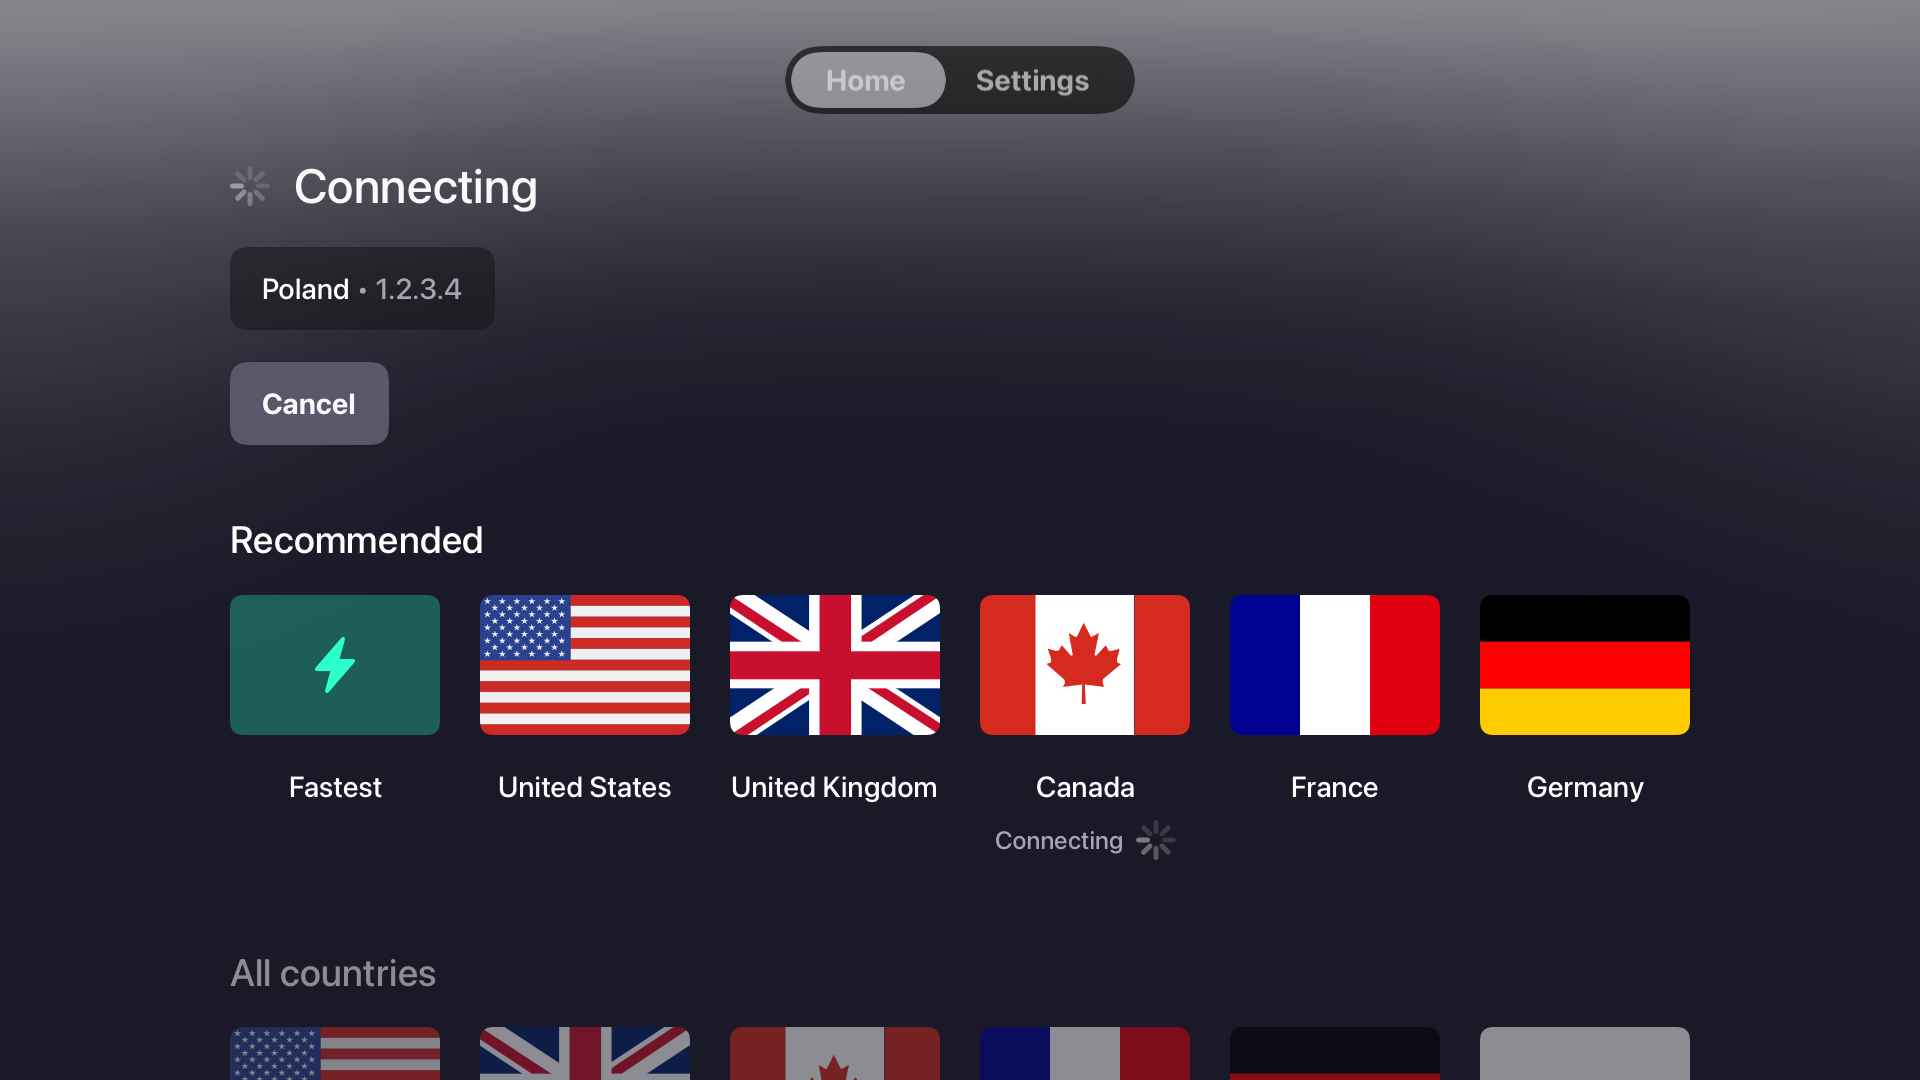 Home Settings
Connecting
Poland • 1.2.3.4
Cancel
Recommended
Fastest
United States
United Kingdom
Canada
France
Germany
Connecting
All countries